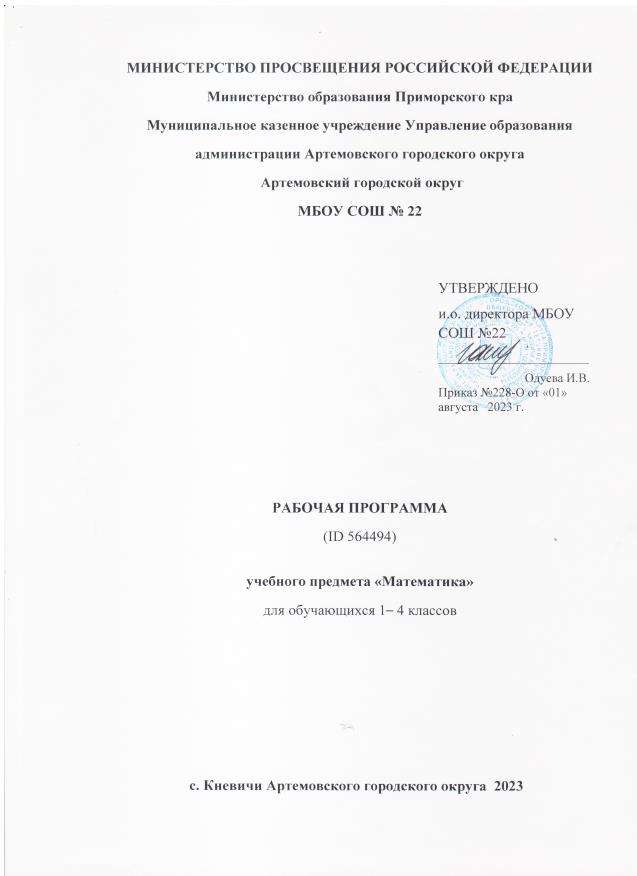 МИНИСТЕРСТВО ПРОСВЕЩЕНИЯ РОССИЙСКОЙ ФЕДЕРАЦИИ
Министерство образования Приморского кра
Муниципальное казенное учреждение Управление образования
администрации Артемовского городского округа
Артемовский городской округ
МБОУ СОШ № 22
УТВЕРЖДЕНО
и.о. директора МБОУ
СОШ №22
Одуева И.В.
Приказ №228-О от «01»
августа 2023 г.
РАБОЧАЯ ПРОГРАММА
(ID 564494)
учебного предмета «Математика»
для обучающихся 1– 4 классов
с. Кневичи Артемовского городского округа 2023